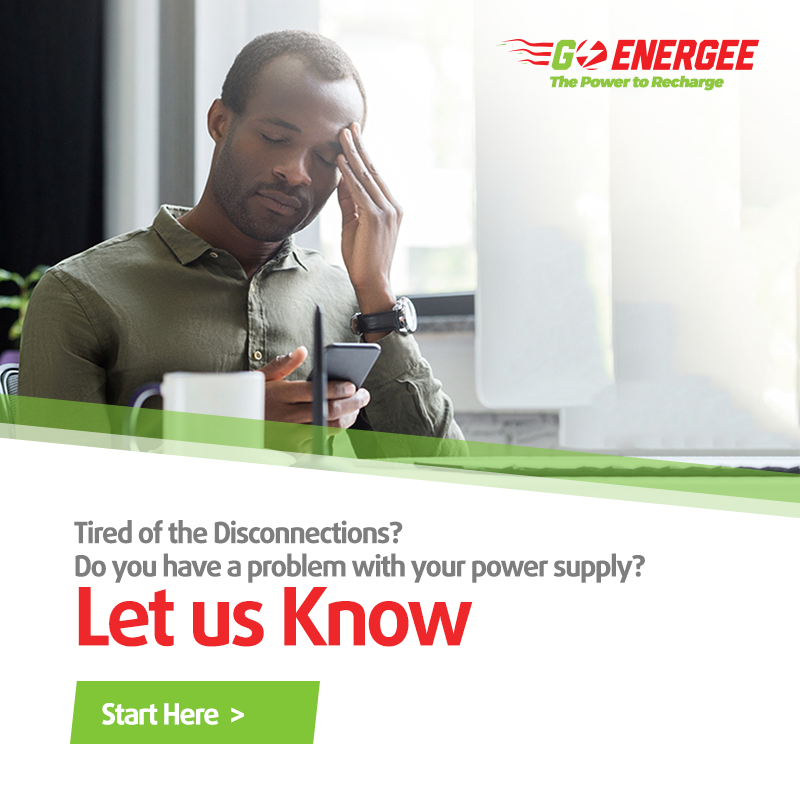 GO ENERGEE
The Power to Recharge
Tired of the Disconnections?
Do you have a problem with your power supply?
Let us Know
Start Here >